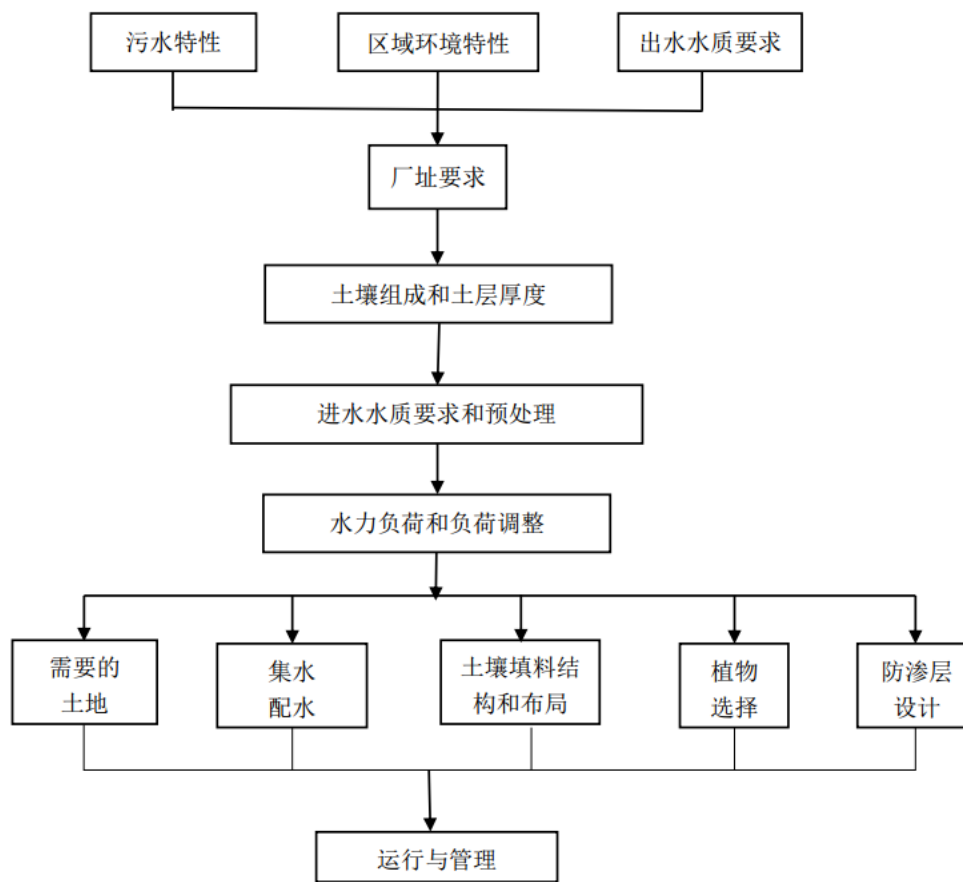 污水特性
区域环境特性
出水水质要求
厂址要求
土壤组成和土层厚度
进水水质要求和预处理
水力负荷和负荷调整
需要的
土地
集水
配水
土壤填料结
构和布局
植物
选择
防渗层
设计
运行与管理